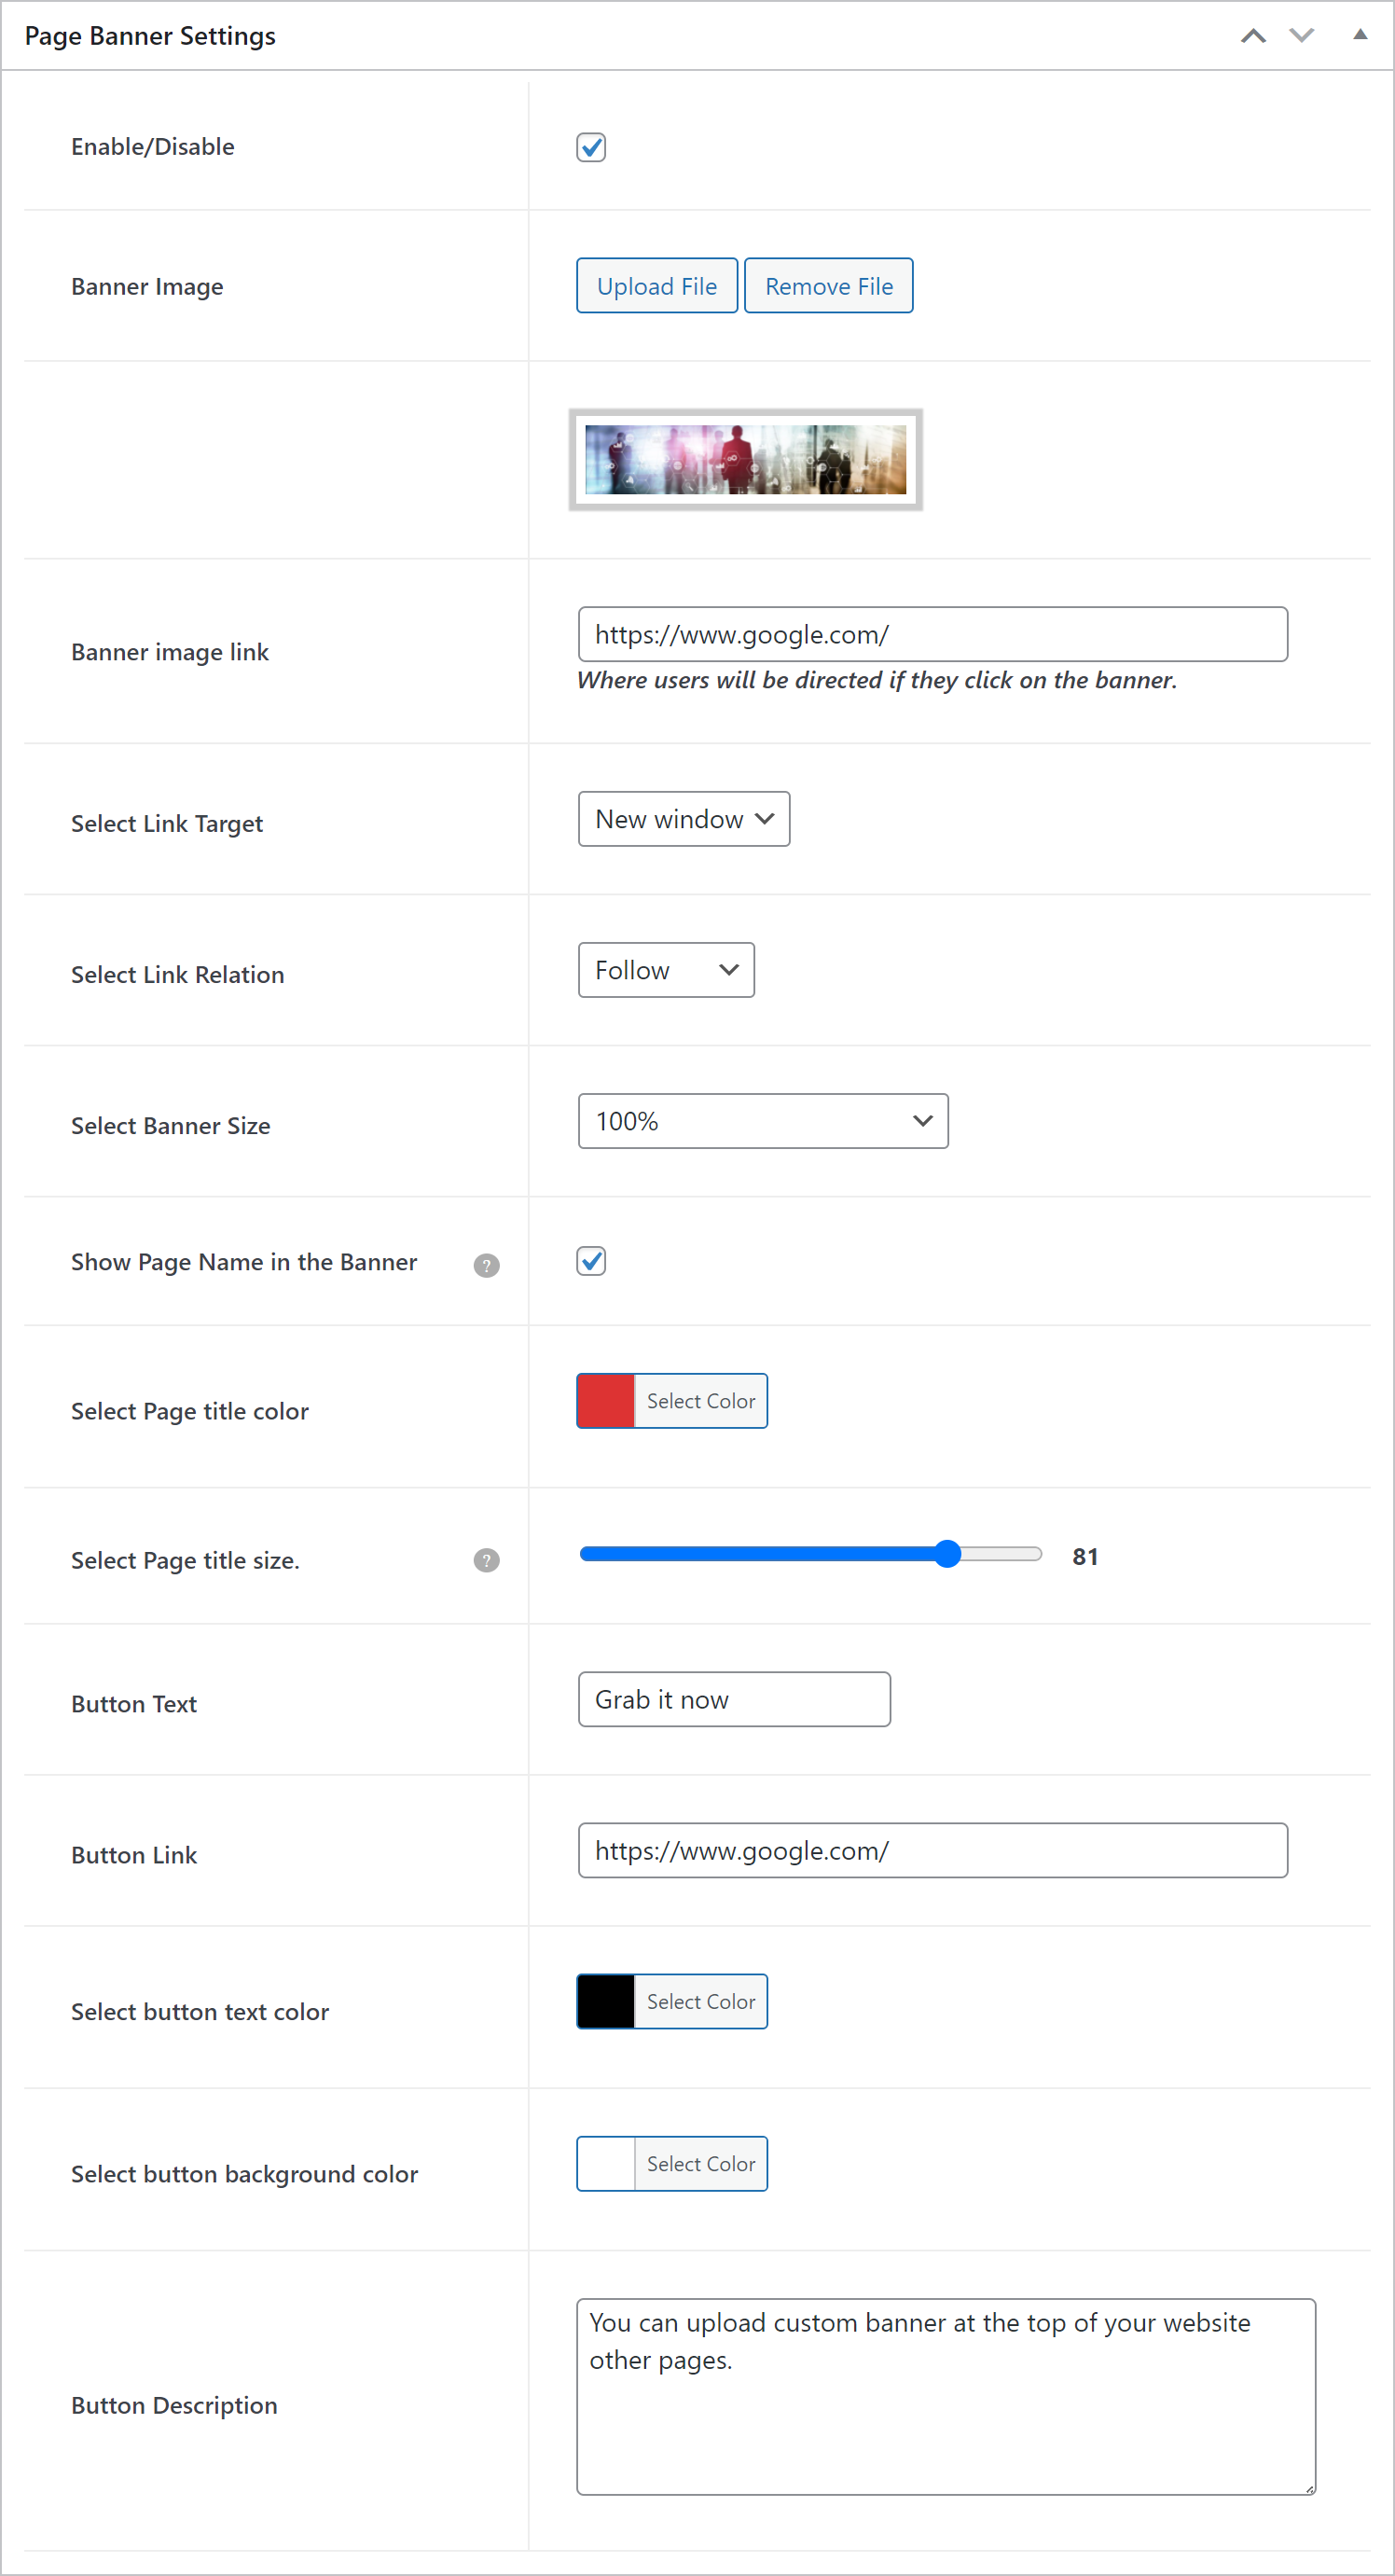 Page Banner Settings
Enable/Disable
Banner Image
Upload File
Remove File
Banner image link
https://www.google.com/
Where users will be directed if they click on the banner.
Select Link Target
New window
Select Link Relation
Follow
Select Banner Size
100%
Show Page Name in the Banner
?
Select Page title color
Select Color
Select Page title size.
?
81
Button Text
Grab it now
Button Link
https://www.google.com/
Select button text color
Select Color
Select button background color
Select Color
Button Description
You can upload custom banner at the top of your website
other pages.